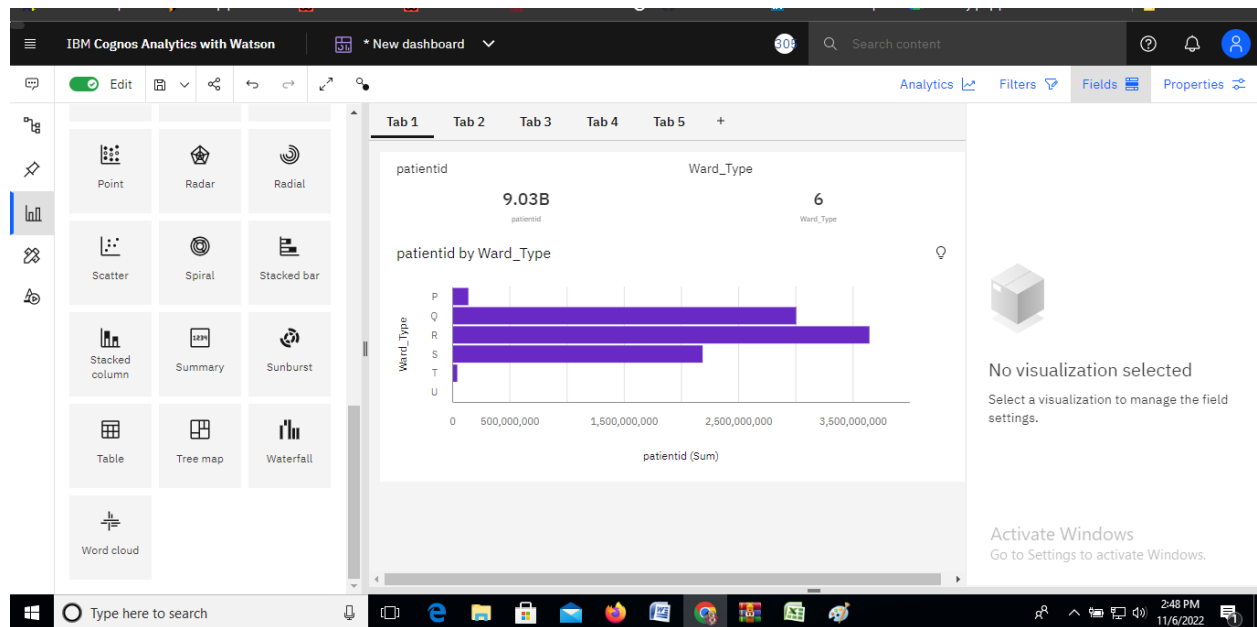 IBM Cognos Analytics with Watson
* New dashboard
Search content
Edit
Analytics
Filters
Fields
Properties
Point
Radar
Radial
Scatter
Spiral
Stacked bar
Stacked
column
1234
Summary
Sunburst
Table
Tree map
Waterfall
Word cloud
Tab 1
Tab 2
Tab 3
Tab 4
Tab 5
+
patientid
9.03B
patientid
Ward_Type
6
Ward_Type
patientid by Ward_Type
Ward_Type
P
Q
R
S
T
U
0 500,000,000 1,500,000,000 2,500,000,000 3,500,000,000
patientid (Sum)
No visualization selected
Select a visualization to manage the field
settings.
Activate Windows
Go to Settings to activate Windows.
Type here to search
2:48 PM
11/6/2022